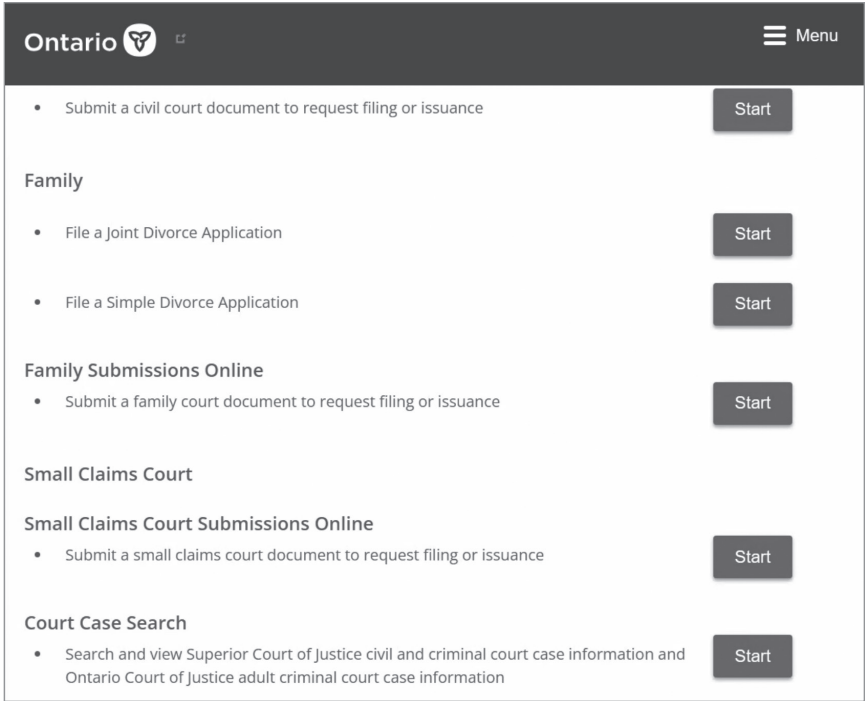 Ontario
Menu
• Submit a civil court document to request filing or issuance
Start
Family
• File a Joint Divorce Application
Start
• File a Simple Divorce Application
Start
Family Submissions Online
• Submit a family court document to request filing or issuance
Start
Small Claims Court
Small Claims Court Submissions Online
• Submit a small claims court document to request filing or issuance
Start
Court Case Search
• Search and view Superior Court of Justice civil and criminal court case information and
Ontario Court of Justice adult criminal court case information
Start